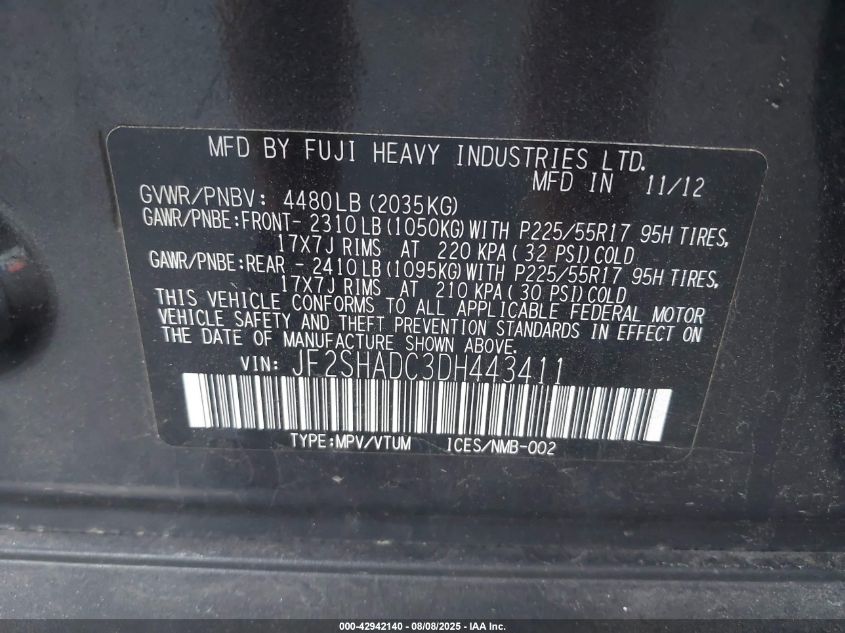 MFD BY FUJI HEAVY INDUSTRIES LTD.
MFD IN 11/12
GVWR/PNBV: 4480LB (2035KG)
GAWR/PNBE:FRONT- 2310LB (1050KG) WITH P225/55R17 95H TIRES,
17X7J RIMS AT 220 KPA ( 32 PSI) COLD
GAWR/PNBE:REAR - 2410LB (1095KG) WITH P225/55R17 95H TIRES,
17X7J RIMS AT 210 KPA ( 30 PSI) COLD
THIS VEHICLE CONFORMS TO ALL APPLICABLE FEDERAL MOTOR
VEHICLE SAFETY AND THEFT PREVENTION STANDARDS IN EFFECT ON
THE DATE OF MANUFACTURE SHOWN ABOVE.
VIN: JF2SHADC3DH443411
TYPE:MPV/VTUM ICES/NMB-002
000-42942140 - 08/08/2025 - IAA Inc.